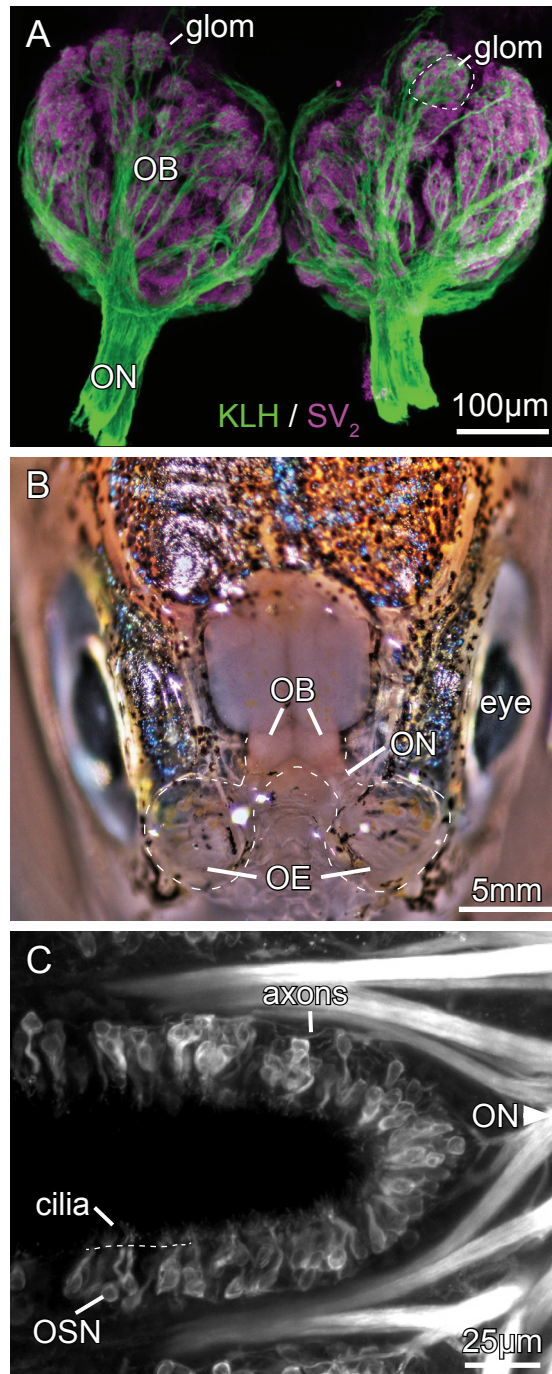 A
glom
glom
OB
ON
KLH / SV₂
100µm
B
OB
ON
eye
OE
5mm
C
axons
ON
cilia
OSN
25µm